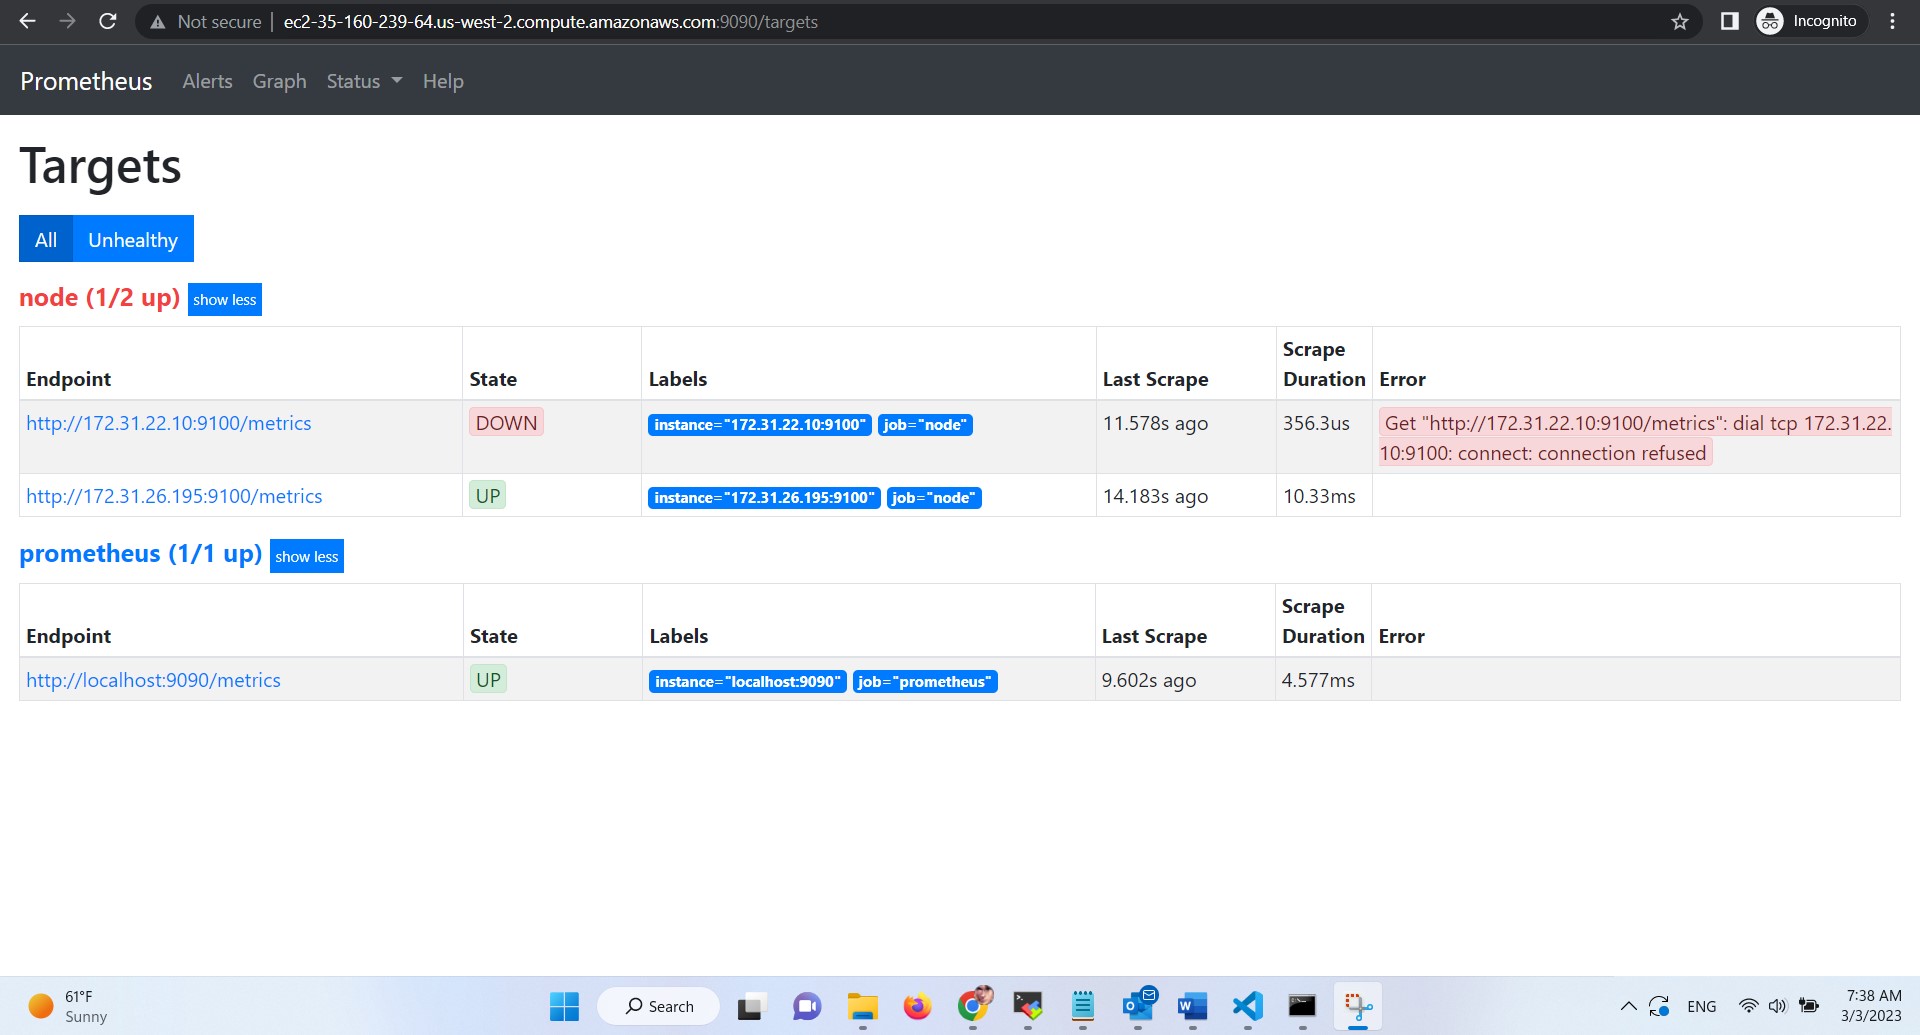 Not secure | ec2-35-160-239-64.us-west-2.compute.amazonaws.com:9090/targets Incognito
Prometheus Alerts Graph Status Help
Targets
All Unhealthy
node (1/2 up) show less
Endpoint State Labels Last Scrape Scrape Duration Error
http://172.31.22.10:9100/metrics DOWN instance="172.31.22.10:9100" job="node" 11.578s ago 356.3us Get "http://172.31.22.10:9100/metrics": dial tcp 172.31.22.
10:9100: connect: connection refused
http://172.31.26.195:9100/metrics UP instance="172.31.26.195:9100" job="node" 14.183s ago 10.33ms
prometheus (1/1 up) show less
Endpoint State Labels Last Scrape Scrape Duration Error
http://localhost:9090/metrics UP instance="localhost:9090" job="prometheus" 9.602s ago 4.577ms
61°F
Sunny
Search
ENG
7:38 AM
3/3/2023